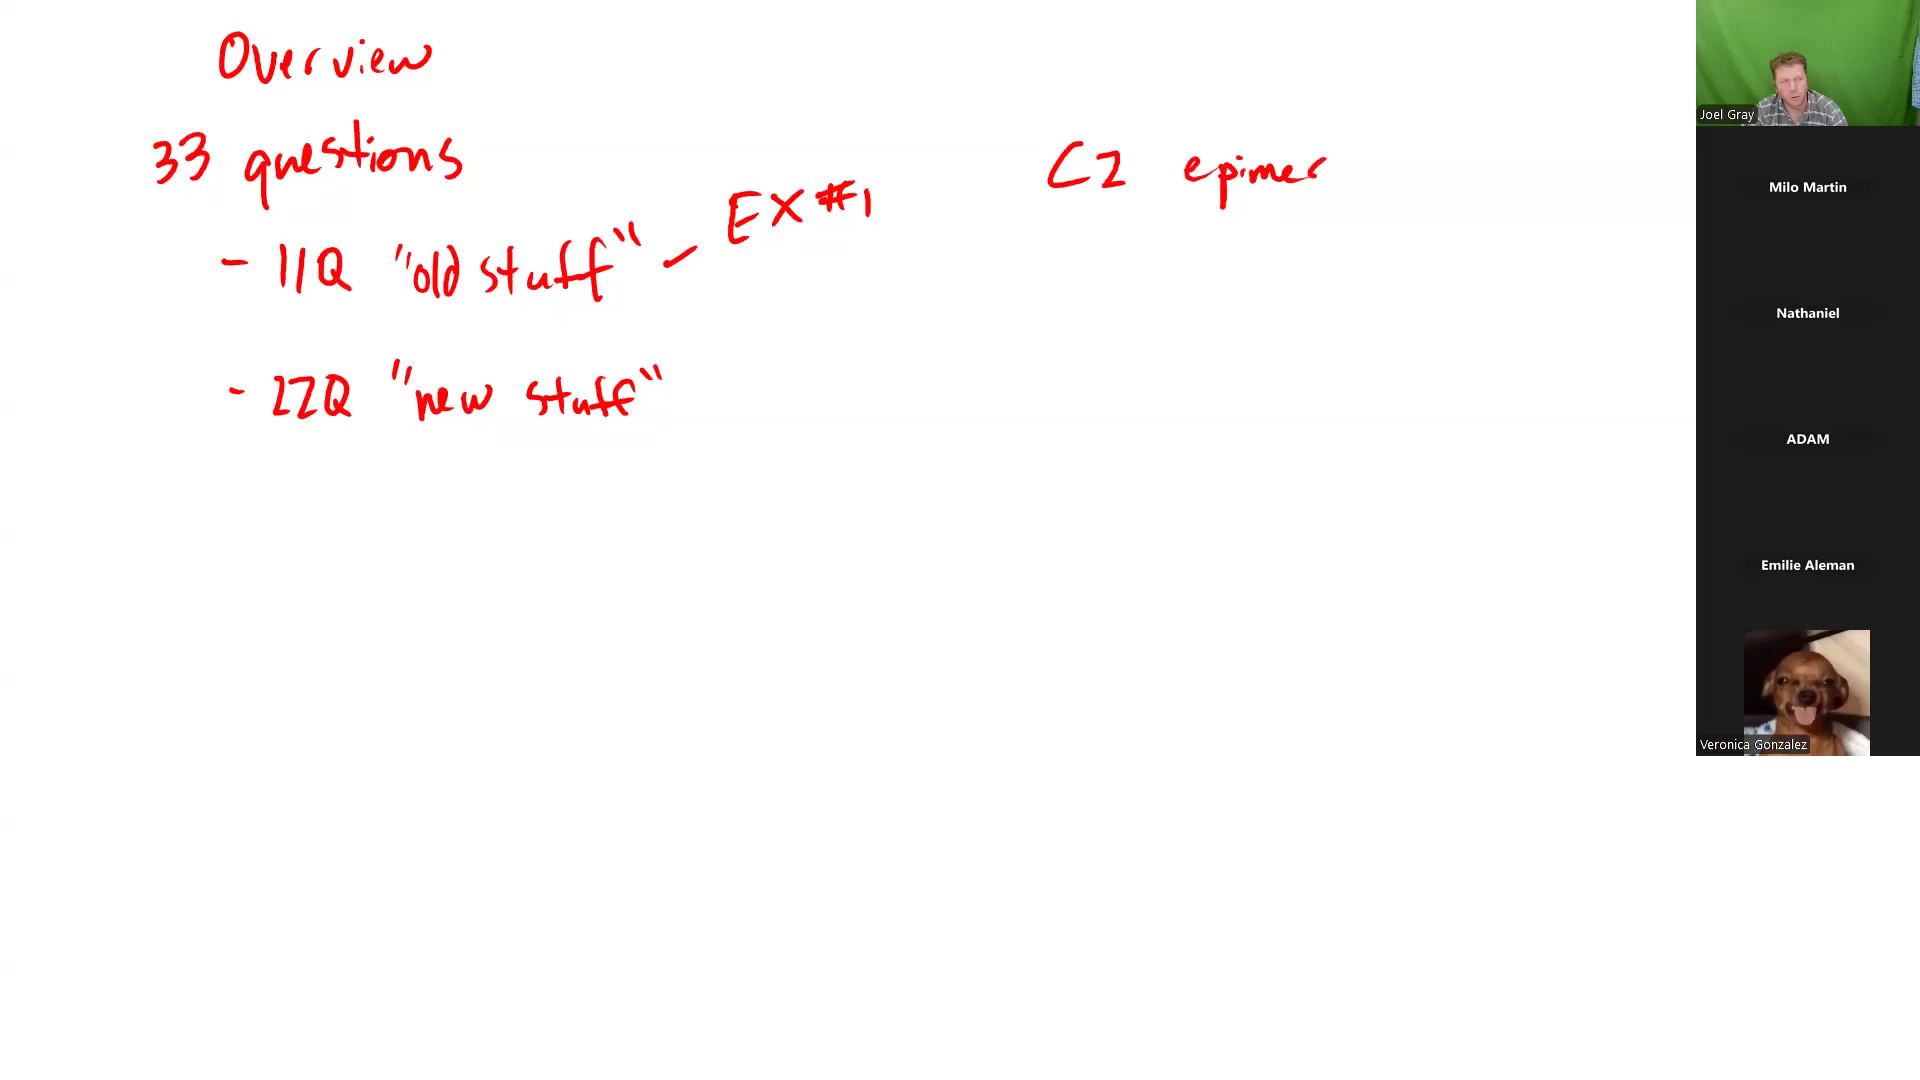 Overview
33 questions
- 11Q "old stuff" - EX #1
- 22Q "new stuff"
C2 epimer
Joel Gray
Milo Martin
Nathaniel
ADAM
Emilie Aleman
Veronica Gonzalez